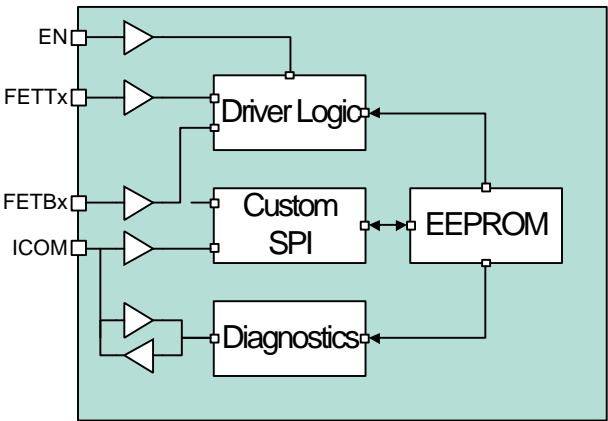 EN
FETTx
Driver Logic
FETBx
Custom
SPI
EEPROM
ICOM
Diagnostics